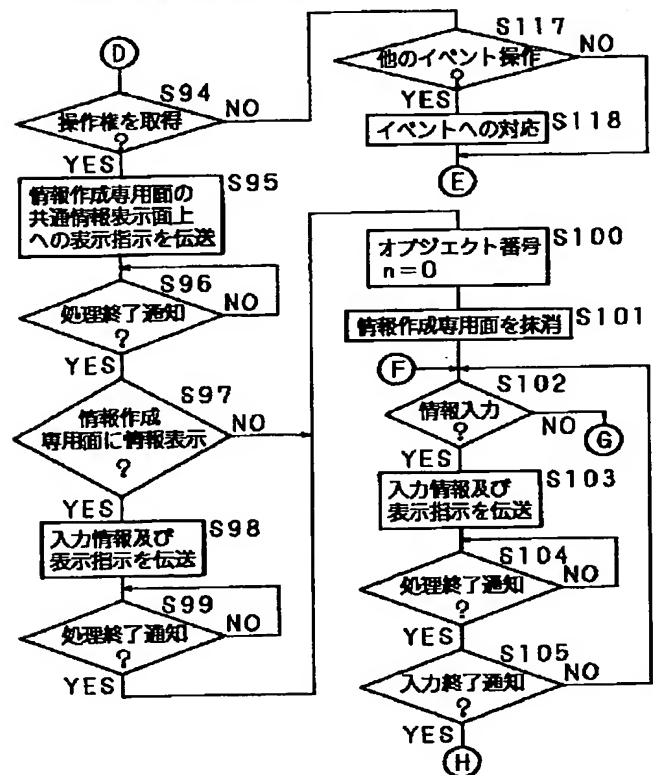 D
S94
操作権を取得
?
NO
YES
S95
情報作成専用面の
共通情報表示面上
への表示指示を伝送
S96
処理終了通知
?
NO
YES
S97
情報作成
専用面に情報表示
?
NO
YES
S98
入力情報及び
表示指示を伝送
S99
処理終了通知
?
NO
YES
S117
他のイベント操作
?
NO
YES
イベントへの対応
S118
E
S100
オブジェクト番号
n=0
情報作成専用面を抹消
S101
F
S102
情報入力
?
NO
G
YES
S103
入力情報及び
表示指示を伝送
S104
処理終了通知
?
NO
YES
S105
入力終了通知
?
NO
YES
H